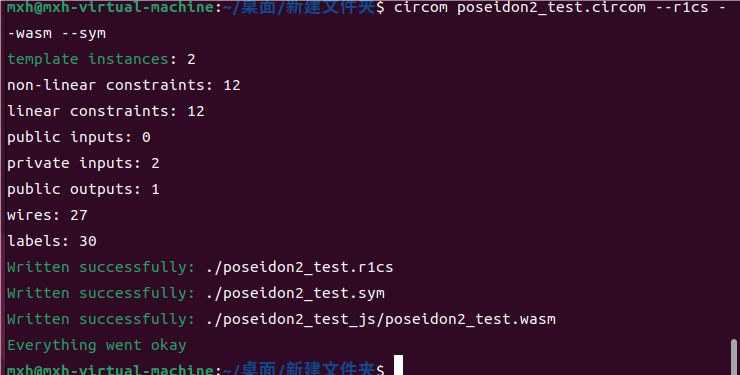 mxh@mxh-virtual-machine:~/桌面/新建文件夹$ circom poseidon2_test.circom --r1cs -
-wasm --sym
template instances: 2
non-linear constraints: 12
linear constraints: 12
public inputs: 0
private inputs: 2
public outputs: 1
wires: 27
labels: 30
Written successfully: ./poseidon2_test.r1cs
Written successfully: ./poseidon2_test.sym
Written successfully: ./poseidon2_test_js/poseidon2_test.wasm
Everything went okay
mxh@mxh-virtual-machine:~/桌面/新建文件夹$